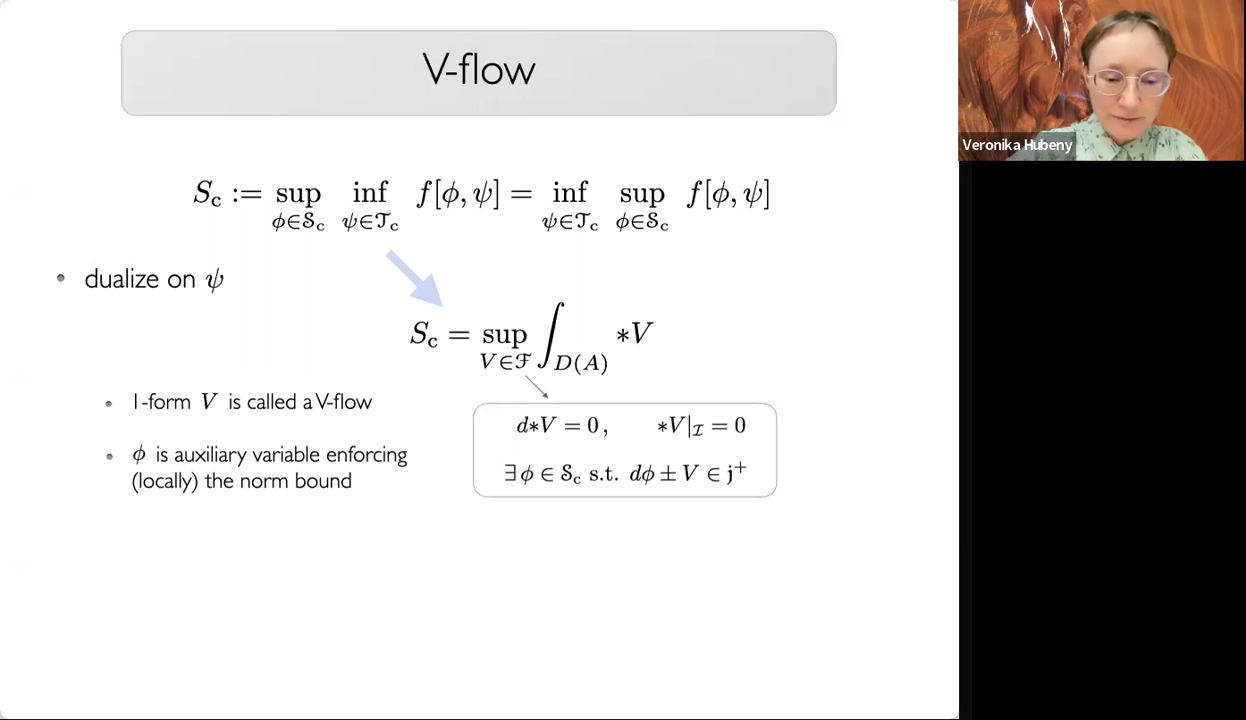 V-flow
Veronika Hubeny
S_c := sup_{ϕ∈𝒮_c} inf_{ψ∈𝒯_c} f[ϕ, ψ] = inf_{ψ∈𝒯_c} sup_{ϕ∈𝒮_c} f[ϕ, ψ]
• dualize on ψ
S_c = sup_{V∈ℱ} ∫_{D(A)} *V
• 1-form V is called a V-flow
• ϕ is auxiliary variable enforcing
(locally) the norm bound
d*V = 0, *V|_ℐ = 0
∃ ϕ ∈ 𝒮_c s.t. dϕ ± V ∈ j⁺